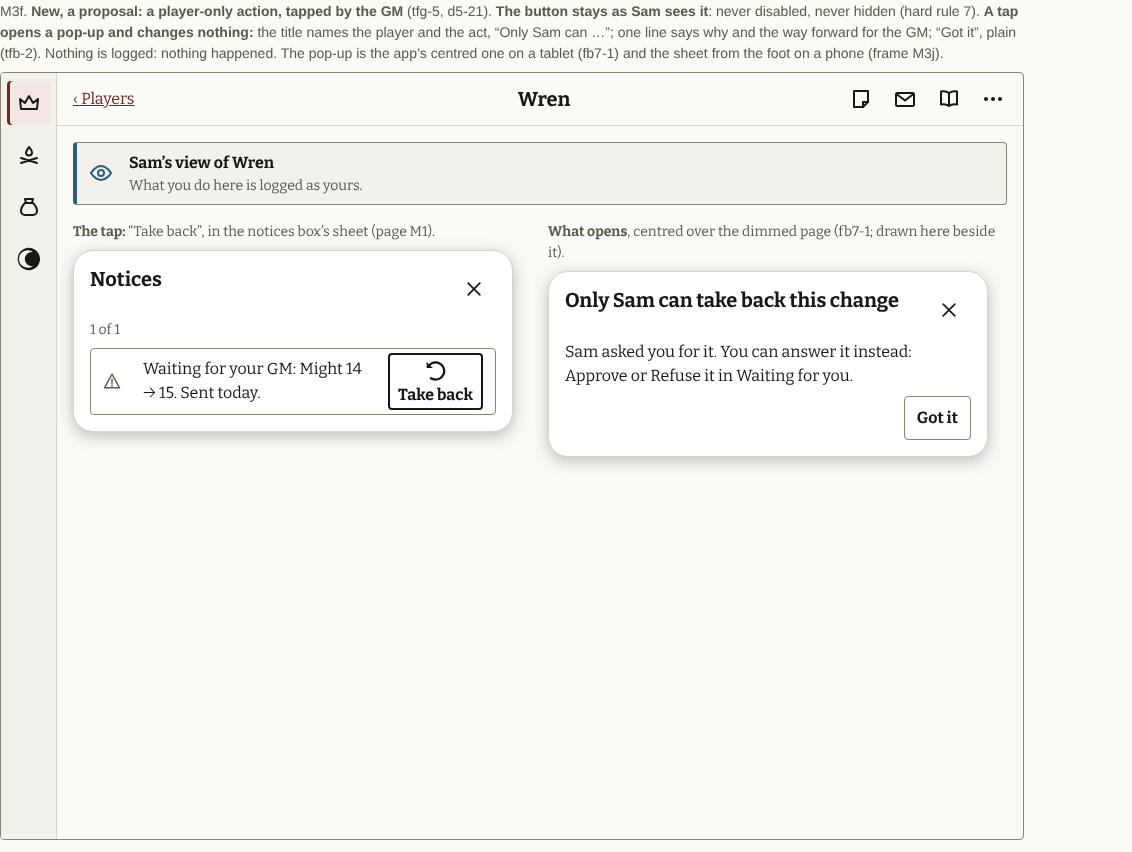 M3f. New, a proposal: a player-only action, tapped by the GM (tfg-5, d5-21). The button stays as Sam sees it: never disabled, never hidden (hard rule 7). A tap
opens a pop-up and changes nothing: the title names the player and the act, “Only Sam can …”; one line says why and the way forward for the GM; “Got it”, plain
(tfb-2). Nothing is logged: nothing happened. The pop-up is the app’s centred one on a tablet (fb7-1) and the sheet from the foot on a phone (frame M3j).
‹ Players
Wren
Sam’s view of Wren
What you do here is logged as yours.
The tap: “Take back”, in the notices box’s sheet (page M1).
Notices
1 of 1
Waiting for your GM: Might 14
→ 15. Sent today.
Take back
What opens, centred over the dimmed page (fb7-1; drawn here beside
it).
Only Sam can take back this change
Sam asked you for it. You can answer it instead:
Approve or Refuse it in Waiting for you.
Got it